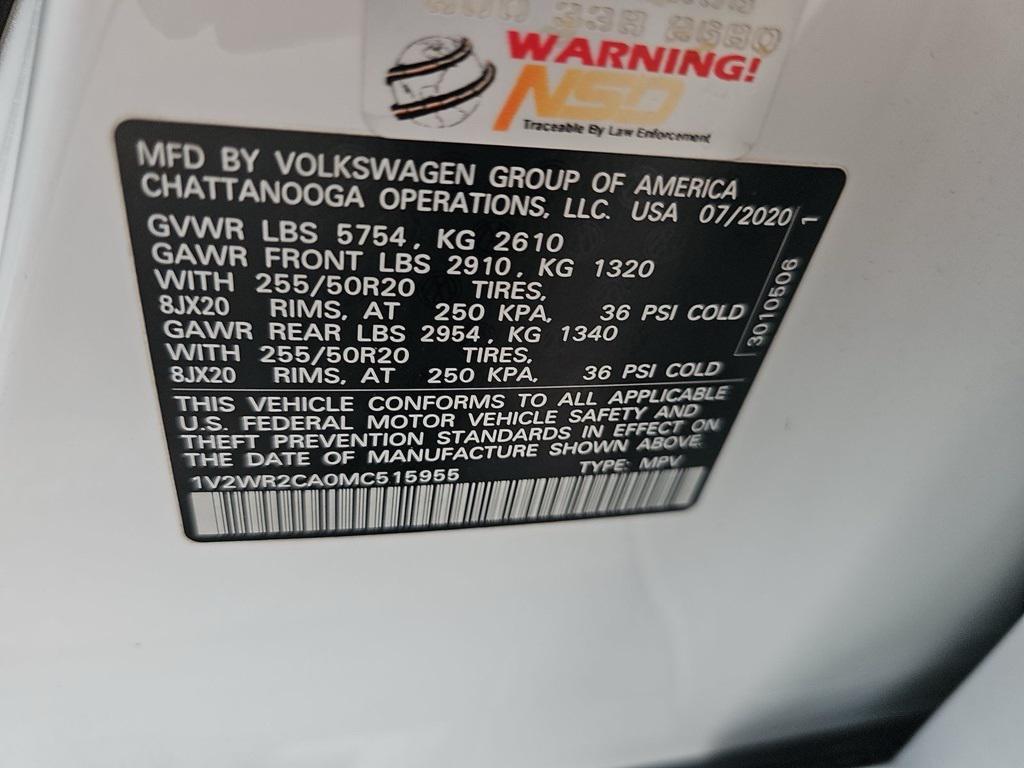 WARNING!
NSD
Traceable By Law Enforcement
MFD BY VOLKSWAGEN GROUP OF AMERICA
CHATTANOOGA OPERATIONS, LLC. USA 07/2020
GVWR LBS 5754, KG 2610
GAWR FRONT LBS 2910, KG 1320
WITH 255/50R20 TIRES,
8JX20 RIMS, AT 250 KPA, 36 PSI COLD
GAWR REAR LBS 2954, KG 1340
WITH 255/50R20 TIRES,
8JX20 RIMS, AT 250 KPA, 36 PSI COLD
3010506 1
THIS VEHICLE CONFORMS TO ALL APPLICABLE
U.S. FEDERAL MOTOR VEHICLE SAFETY AND
THEFT PREVENTION STANDARDS IN EFFECT ON
THE DATE OF MANUFACTURE SHOWN ABOVE.
1V2WR2CA0MC515955 TYPE: MPV